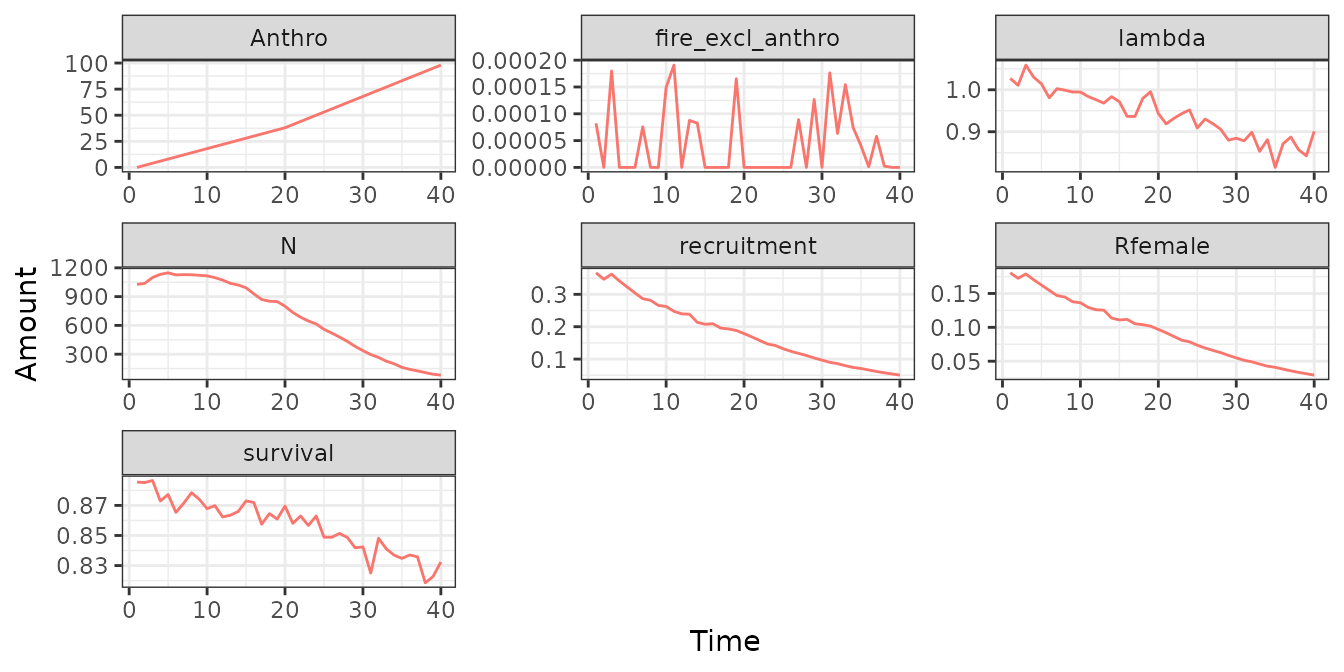 Anthro fire_excl_anthro lambda
100 75 50 25 0
0.00020 0.00015 0.00010 0.00005 0.00000
1.0 0.9
0 10 20 30 40 0 10 20 30 40 0 10 20 30 40
N recruitment Rfemale
1200 900 600 300
0.3 0.2 0.1
0.15 0.10 0.05
0 10 20 30 40 0 10 20 30 40 0 10 20 30 40
survival
0.87 0.85 0.83
0 10 20 30 40
Amount
Time